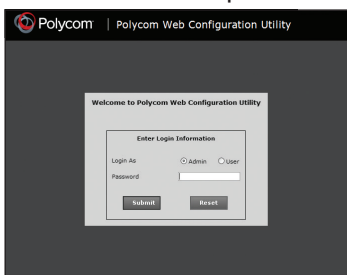 Polycom | Polycom Web Configuration Utility
Welcome to Polycom Web Configuration Utility
Enter Login Information
Login As Admin User
Password
Submit Reset